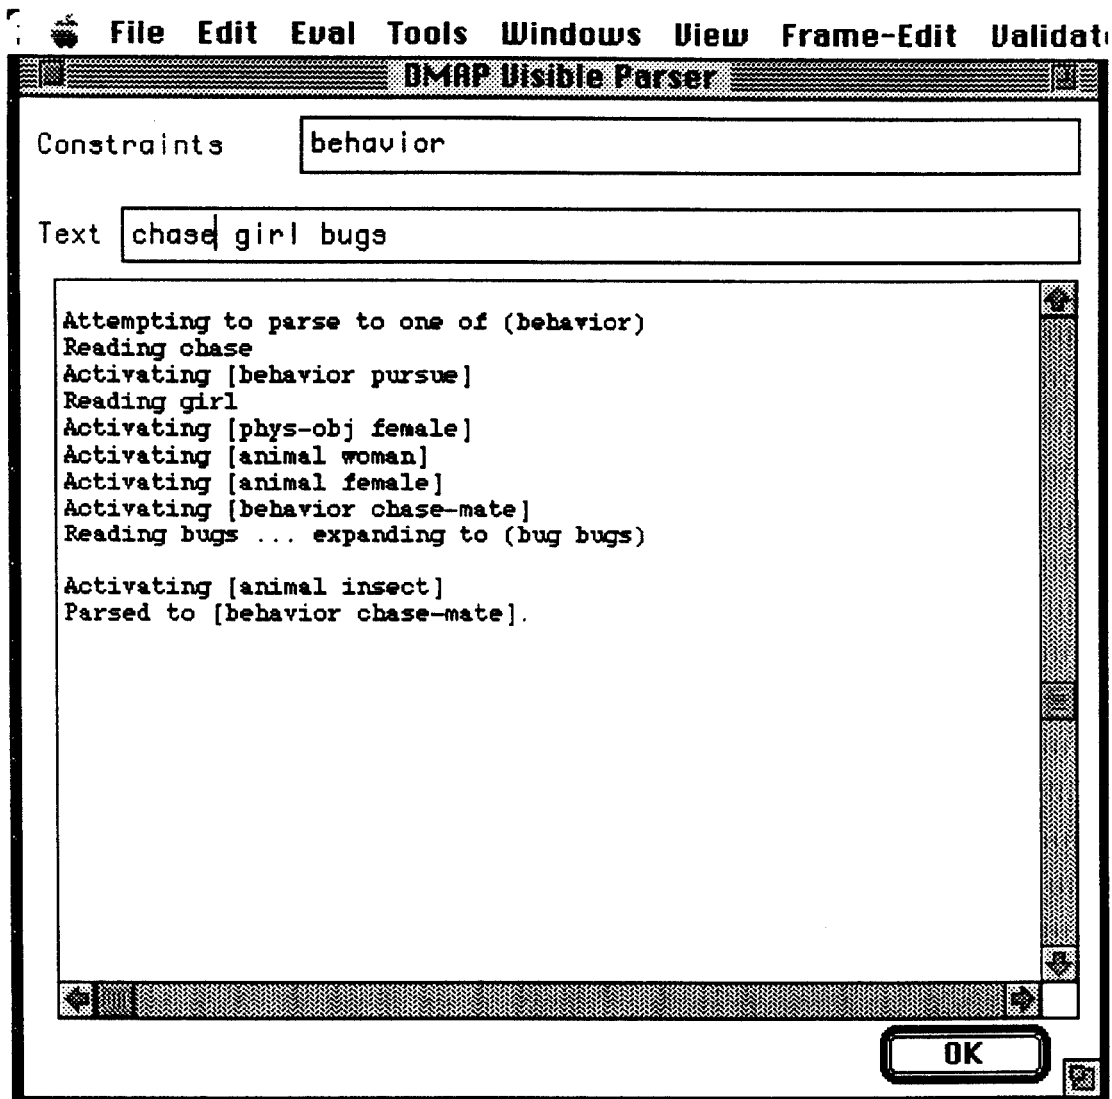 File Edit Eval Tools Windows View Frame-Edit Validat
DMAP Visible Parser
Constraints behavior
Text chase girl bugs
Attempting to parse to one of (behavior)
Reading chase
Activating [behavior pursue]
Reading girl
Activating [phys-obj female]
Activating [animal woman]
Activating [animal female]
Activating [behavior chase-mate]
Reading bugs ... expanding to (bug bugs)
Activating [animal insect]
Parsed to [behavior chase-mate].
OK